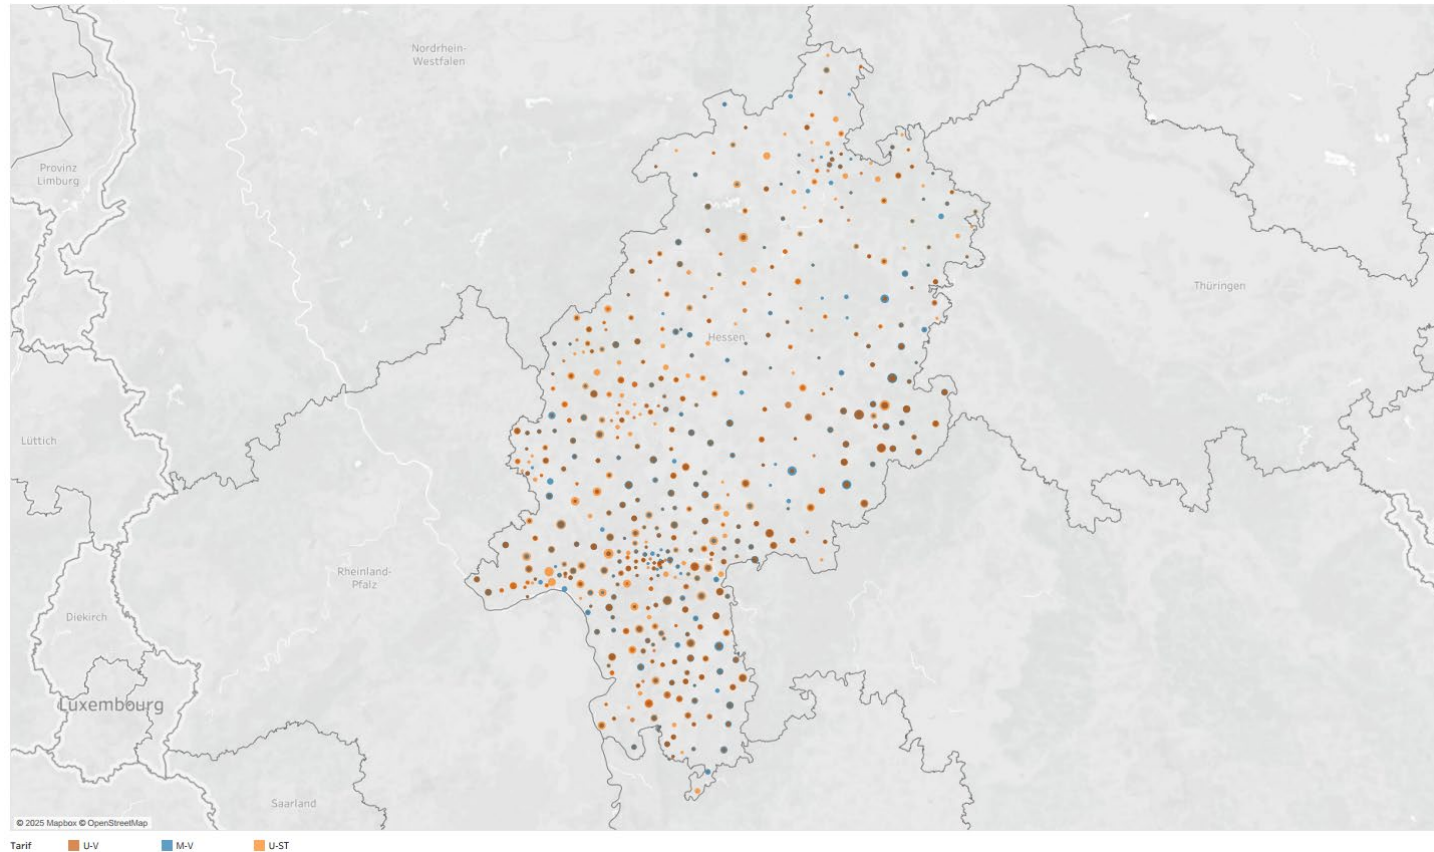 Nordrhein-
Westfalen
Provinz
Limburg
Thüringen
Hessen
Lüttich
Rheinland-
Pfalz
Diekirch
Luxembourg
Saarland
© 2025 Mapbox © OpenStreetMap
Tarif U-V M-V U-ST